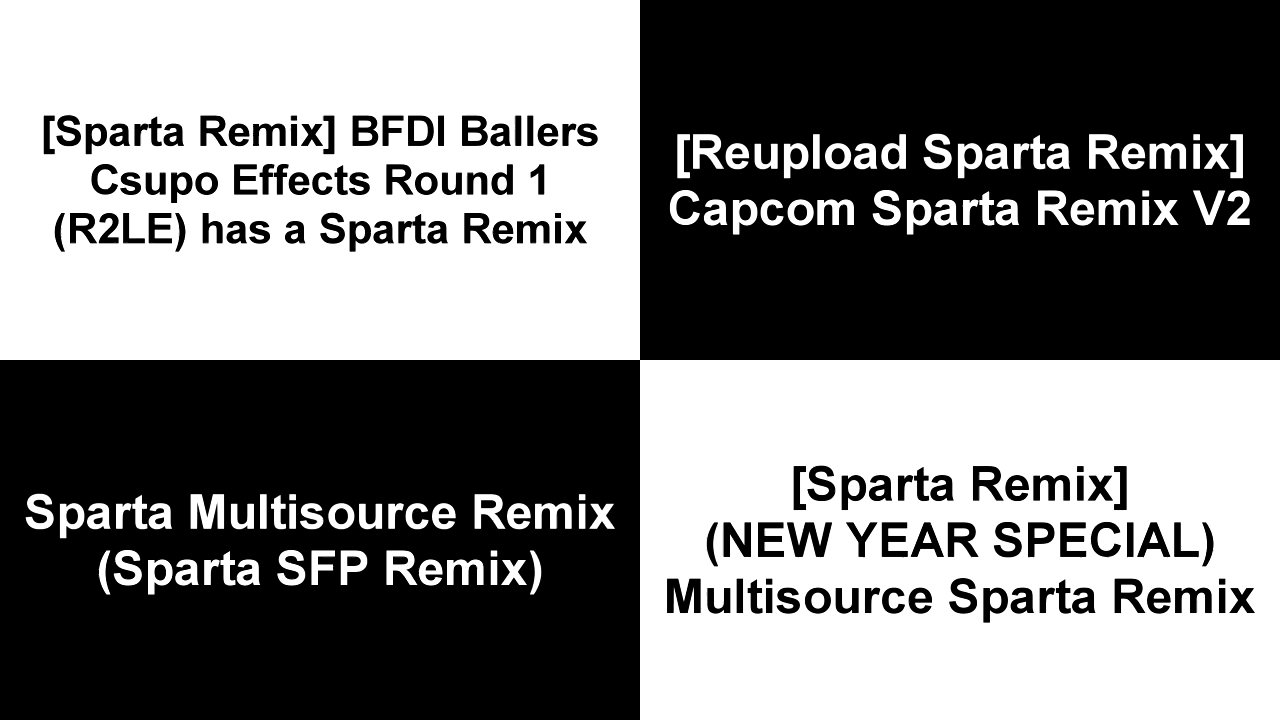 [Sparta Remix] BFDI Ballers
Csupo Effects Round 1
(R2LE) has a Sparta Remix
[Reupload Sparta Remix]
Capcom Sparta Remix V2
Sparta Multisource Remix
(Sparta SFP Remix)
[Sparta Remix]
(NEW YEAR SPECIAL)
Multisource Sparta Remix